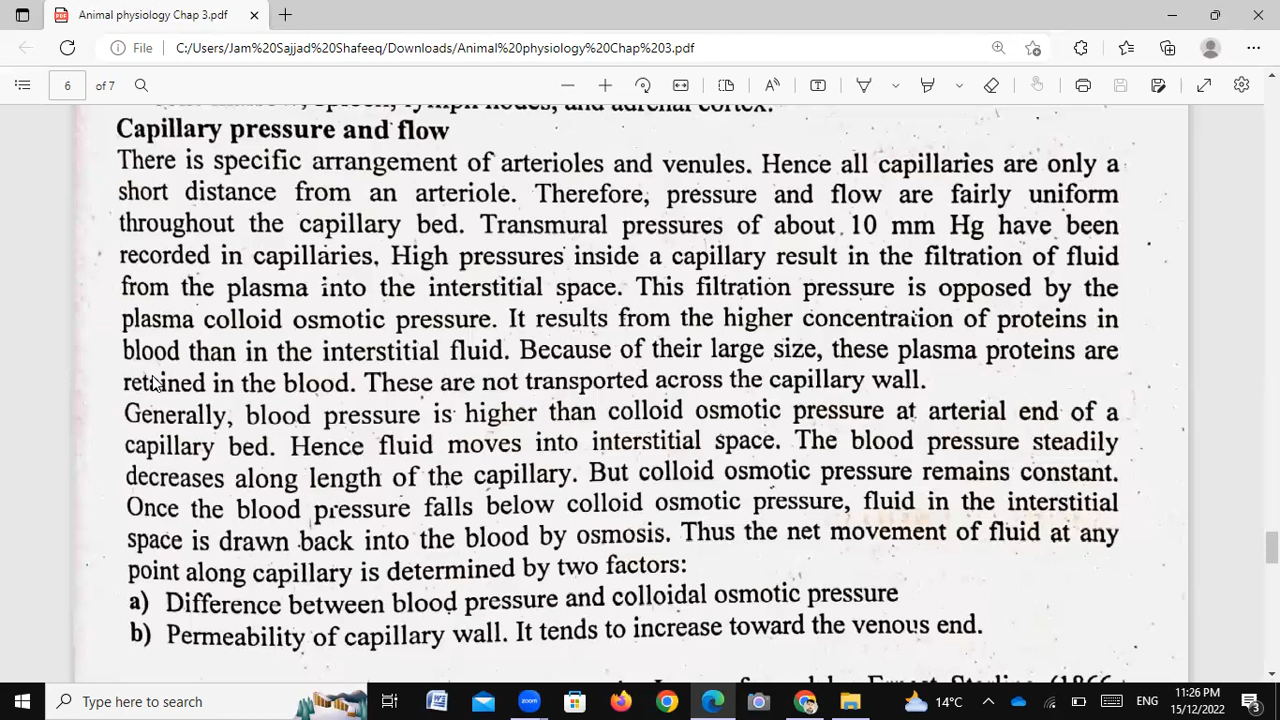 Animal physiology Chap 3.pdf
File
C:/Users/Jam%20Sajjad%20Shafeeq/Downloads/Animal%20physiology%20Chap%203.pdf
6 of 7
lymph nodes, and adrenal cortex.
Capillary pressure and flow
There is specific arrangement of arterioles and venules. Hence all capillaries are only a
short distance from an arteriole. Therefore, pressure and flow are fairly uniform
throughout the capillary bed. Transmural pressures of about 10 mm Hg have been
recorded in capillaries. High pressures inside a capillary result in the filtration of fluid
from the plasma into the interstitial space. This filtration pressure is opposed by the
plasma colloid osmotic pressure. It results from the higher concentration of proteins in
blood than in the interstitial fluid. Because of their large size, these plasma proteins are
retained in the blood. These are not transported across the capillary wall.
Generally, blood pressure is higher than colloid osmotic pressure at arterial end of a
capillary bed. Hence fluid moves into interstitial space. The blood pressure steadily
decreases along length of the capillary. But colloid osmotic pressure remains constant.
Once the blood pressure falls below colloid osmotic pressure, fluid in the interstitial
space is drawn back into the blood by osmosis. Thus the net movement of fluid at any
point along capillary is determined by two factors:
a) Difference between blood pressure and colloidal osmotic pressure
b) Permeability of capillary wall. It tends to increase toward the venous end.
Type here to search
14°C
ENG
11:26 PM
15/12/2022